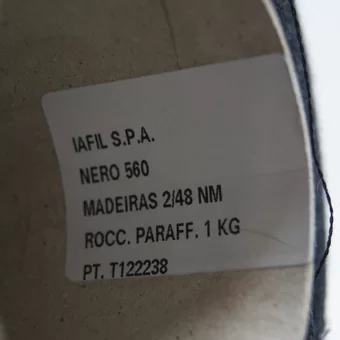 IAFIL S.P.A.
NERO 560
MADEIRAS 2/48 NM
ROCC. PARAFF. 1 KG
PT. T122238